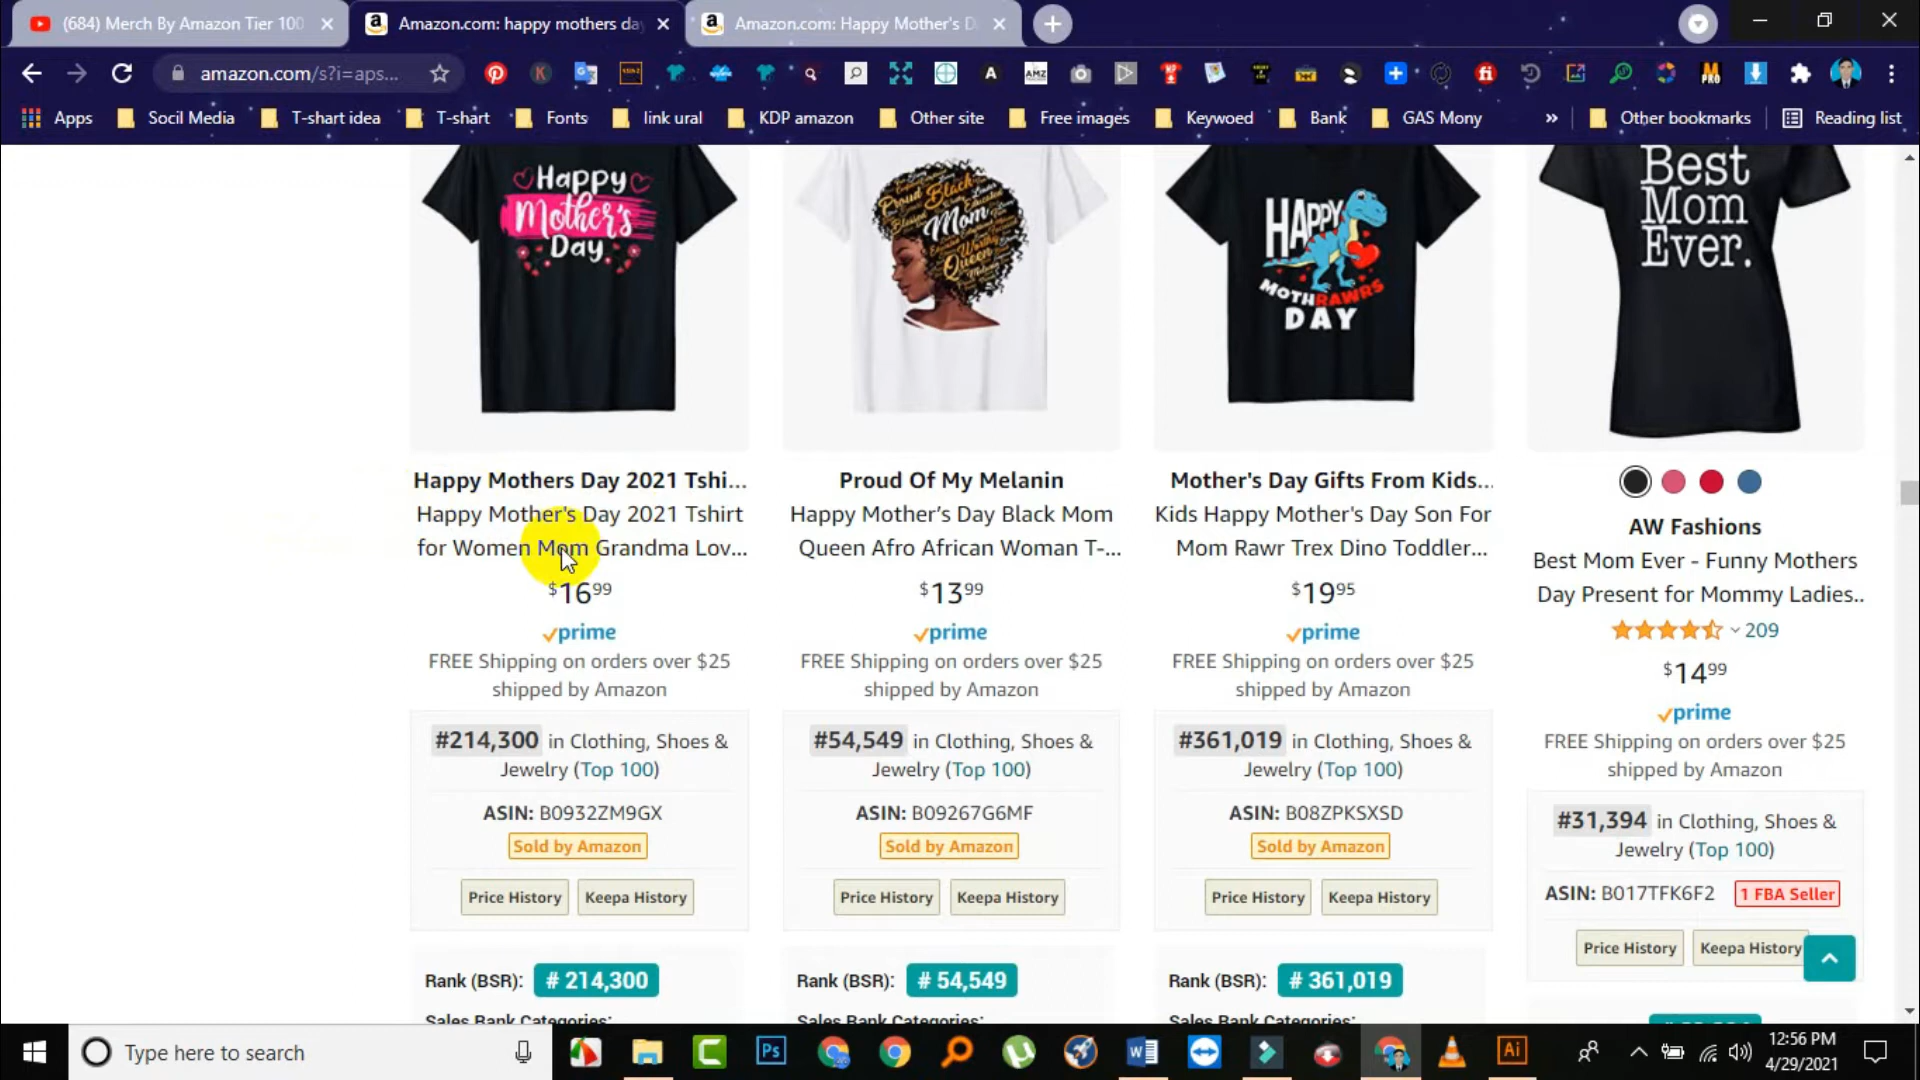 (684) Merch By Amazon Tier 100
Amazon.com: happy mothers day
Amazon.com: Happy Mother's D
amazon.com/s?i=aps...
Apps
Socil Media
T-shart idea
T-shart
Fonts
link ural
KDP amazon
Other site
Free images
Keywoed
Bank
GAS Mony
»
Other bookmarks
Reading list
Happy
Mother's
Day
Proud Black
Mom
Queen
HAPPY
MOTHRAWRS
DAY
Best
Mom
Ever.
Happy Mothers Day 2021 Tshi...
Happy Mother's Day 2021 Tshirt
for Women Mom Grandma Lov...
$16.99
prime
FREE Shipping on orders over $25
shipped by Amazon
#214,300 in Clothing, Shoes &
Jewelry (Top 100)
ASIN: B0932ZM9GX
Sold by Amazon
Price History
Keepa History
Rank (BSR): # 214,300
Sales Rank Categories:
Proud Of My Melanin
Happy Mother’s Day Black Mom
Queen Afro African Woman T-...
$13.99
prime
FREE Shipping on orders over $25
shipped by Amazon
#54,549 in Clothing, Shoes &
Jewelry (Top 100)
ASIN: B09267G6MF
Sold by Amazon
Price History
Keepa History
Rank (BSR): # 54,549
Sales Rank Categories:
Mother's Day Gifts From Kids...
Kids Happy Mother's Day Son For
Mom Rawr Trex Dino Toddler...
$19.95
prime
FREE Shipping on orders over $25
shipped by Amazon
#361,019 in Clothing, Shoes &
Jewelry (Top 100)
ASIN: B08ZPKSXSD
Sold by Amazon
Price History
Keepa History
Rank (BSR): # 361,019
Sales Rank Categories:
AW Fashions
Best Mom Ever - Funny Mothers
Day Present for Mommy Ladies..
209
$14.99
prime
FREE Shipping on orders over $25
shipped by Amazon
#31,394 in Clothing, Shoes &
Jewelry (Top 100)
ASIN: B017TFK6F2
1 FBA Seller
Price History
Keepa History
Type here to search
Ps
Ai
12:56 PM
4/29/2021